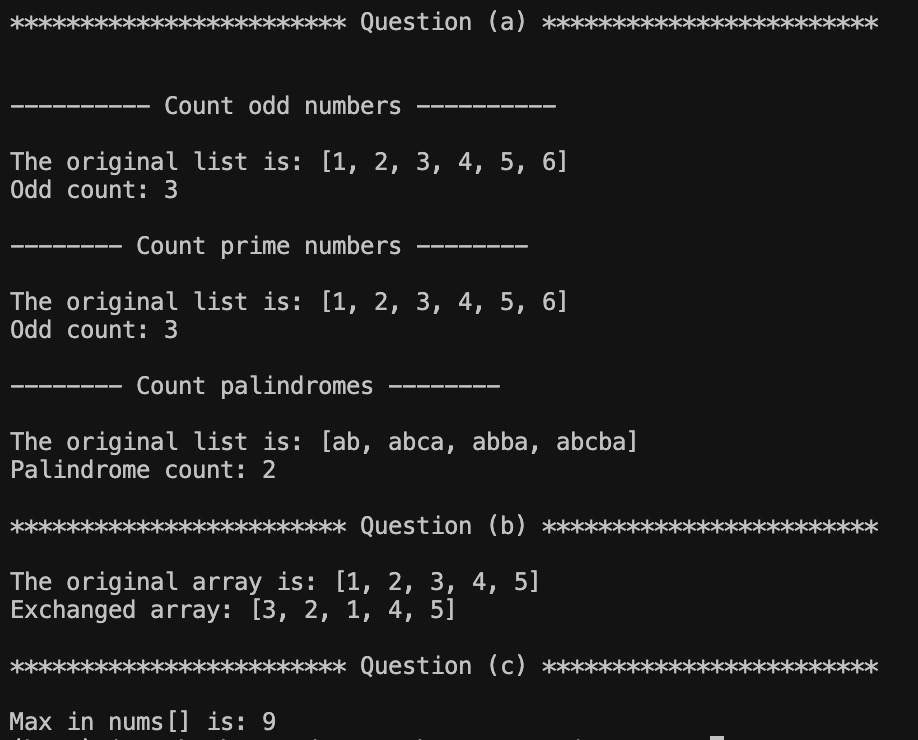 ************************ Question (a) ************************
---------- Count odd numbers ----------
The original list is: [1, 2, 3, 4, 5, 6]
Odd count: 3
-------- Count prime numbers --------
The original list is: [1, 2, 3, 4, 5, 6]
Odd count: 3
-------- Count palindromes --------
The original list is: [ab, abca, abba, abcba]
Palindrome count: 2
************************ Question (b) ************************
The original array is: [1, 2, 3, 4, 5]
Exchanged array: [3, 2, 1, 4, 5]
************************ Question (c) ************************
Max in nums[] is: 9